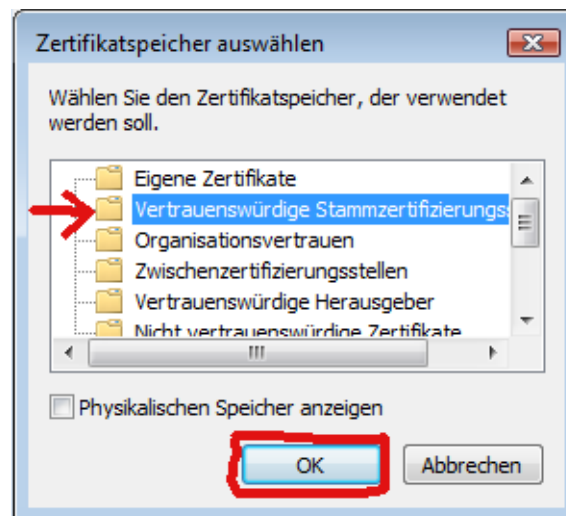 Zertifikatspeicher auswählen
Wählen Sie den Zertifikatspeicher, der verwendet
werden soll.
Eigene Zertifikate
Vertrauenswürdige Stammzertifizierungs
Organisationsvertrauen
Zwischenzertifizierungsstellen
Vertrauenswürdige Herausgeber
Nicht vertrauenswürdige Zertifikate
Physikalischen Speicher anzeigen
OK
Abbrechen